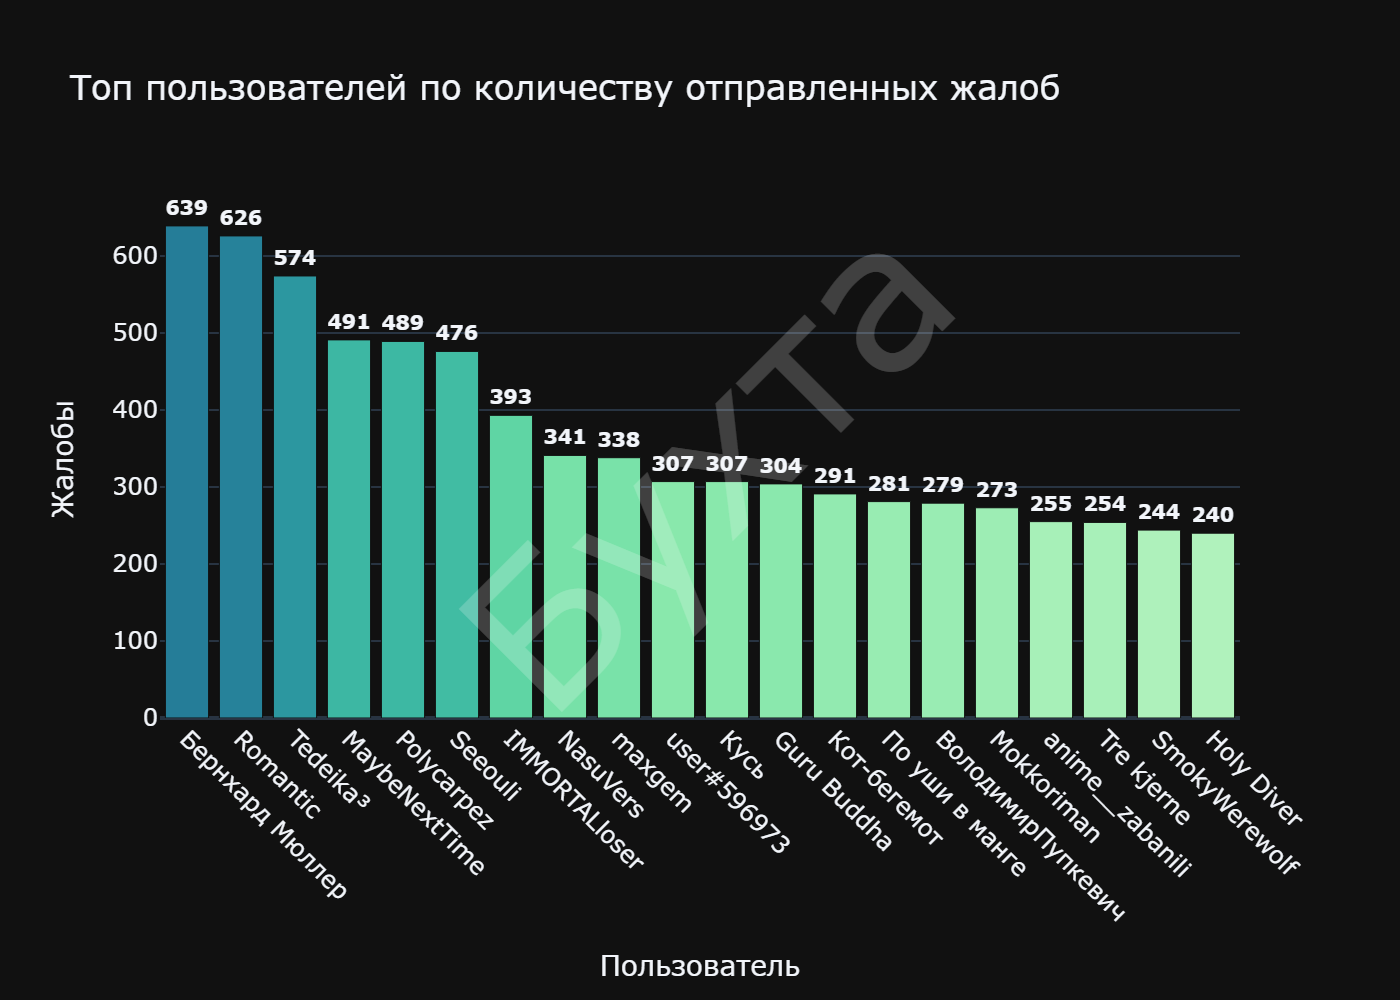 Топ пользователей по количеству отправленных жалоб
639
626
574
491
489
476
393
341
338
307
307
304
291
281
279
273
255
254
244
240
600
500
400
300
200
100
0
Жалобы
Бухта
Бернхард Мюллер
Romantic
Tedeika³
MaybeNextTime
Polycarpez
Seeouli
IMMORTALloser
NasuVers
maxgem
user#596973
Кусь
Guru Buddha
Кот-бегемот
По уши в манге
ВолодимирПупкевич
Mokkoriman
anime__zabanili
Tre kjerne
SmokyWerewolf
Holy Diver
Пользователь